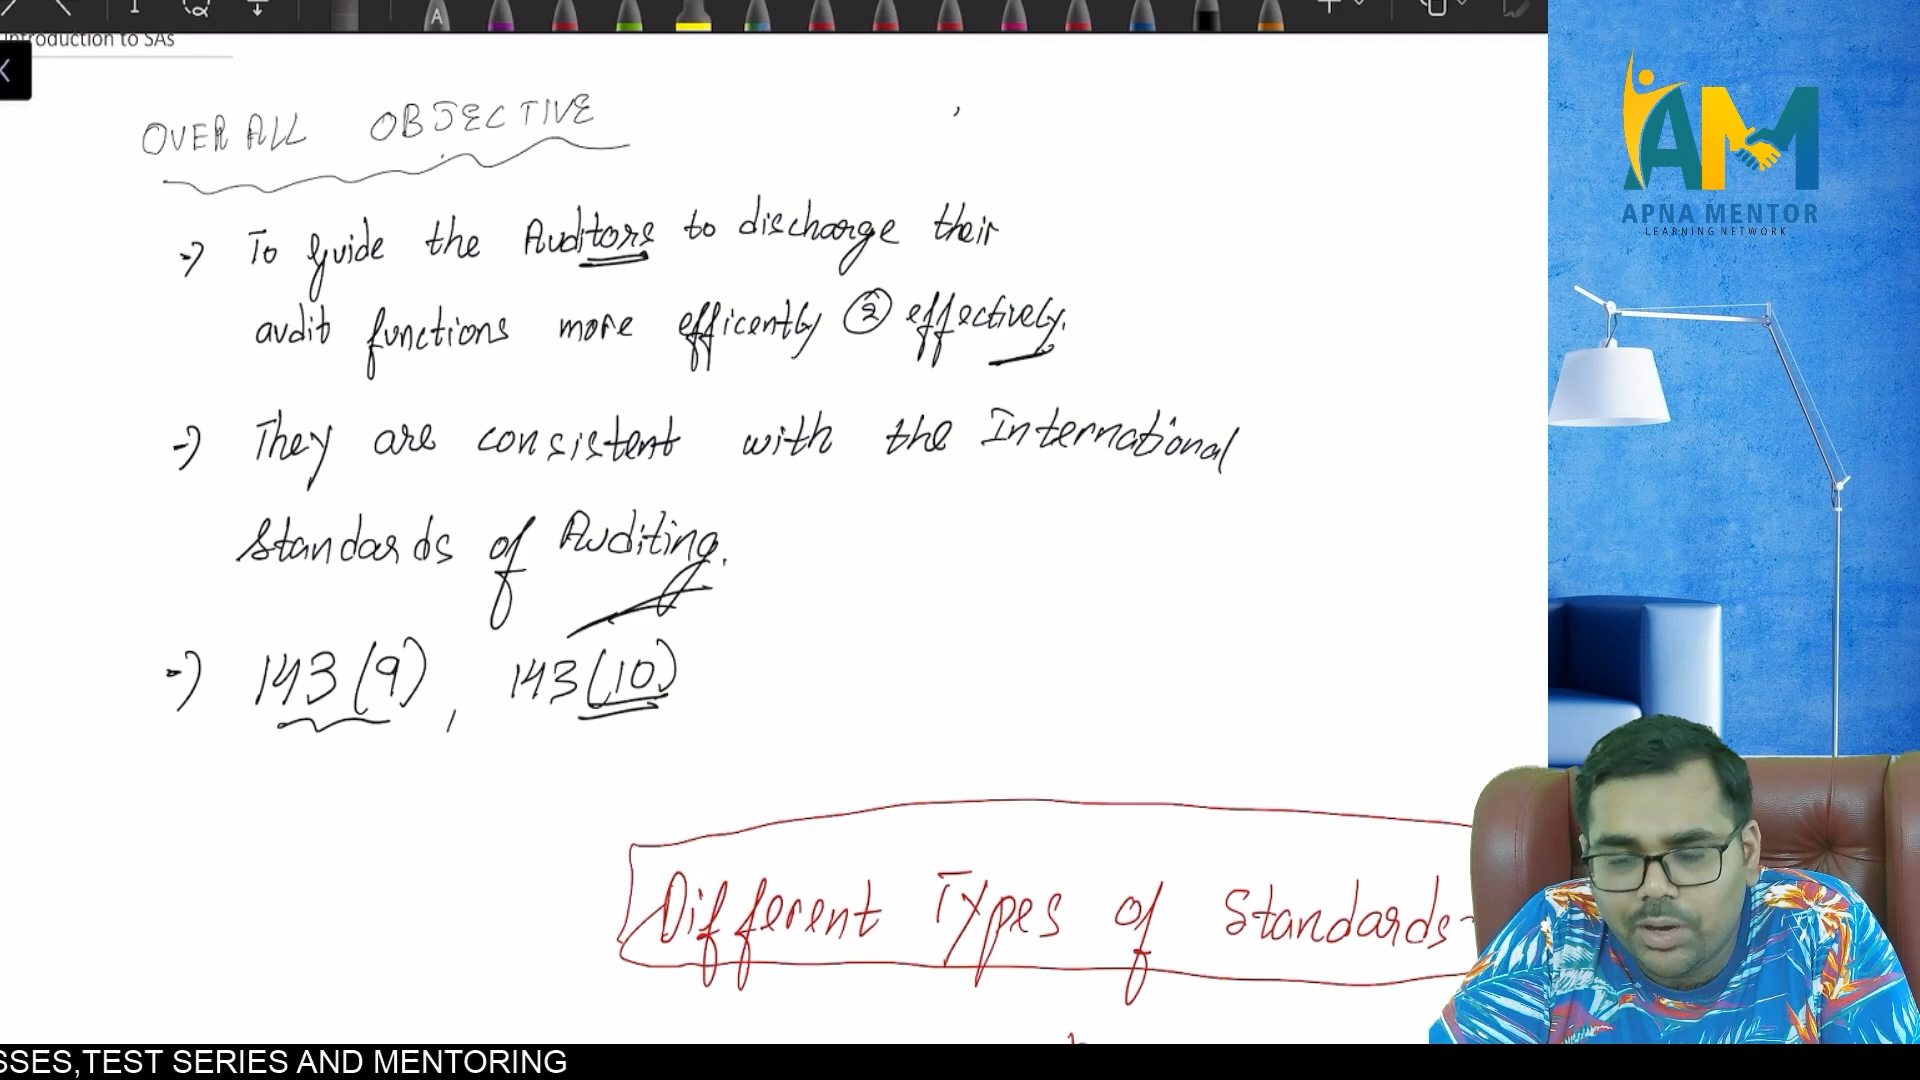 Introduction to SAs
OVERALL OBJECTIVE
=) To guide the Auditors to discharge their
audit functions more efficently & effectively.
=) They are consistent with the International
Standards of Auditing.
=) 143(9), 143(10)
Different Types of Standards-
AM
APNA MENTOR
LEARNING NETWORK
SSES,TEST SERIES AND MENTORING